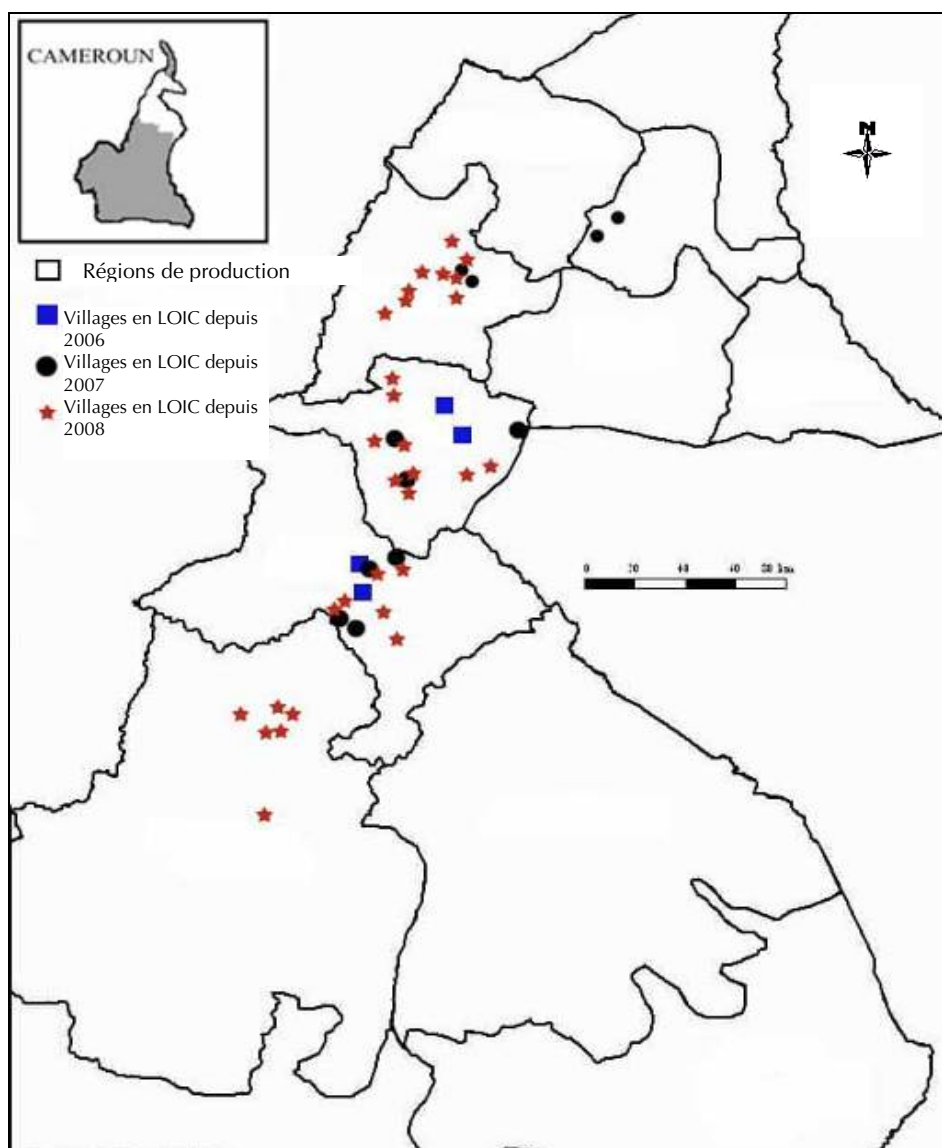 CAMEROUN
N
Régions de production
Villages en LOIC depuis
2006
Villages en LOIC depuis
2007
Villages en LOIC depuis
2008
0 20 40 60 80 km